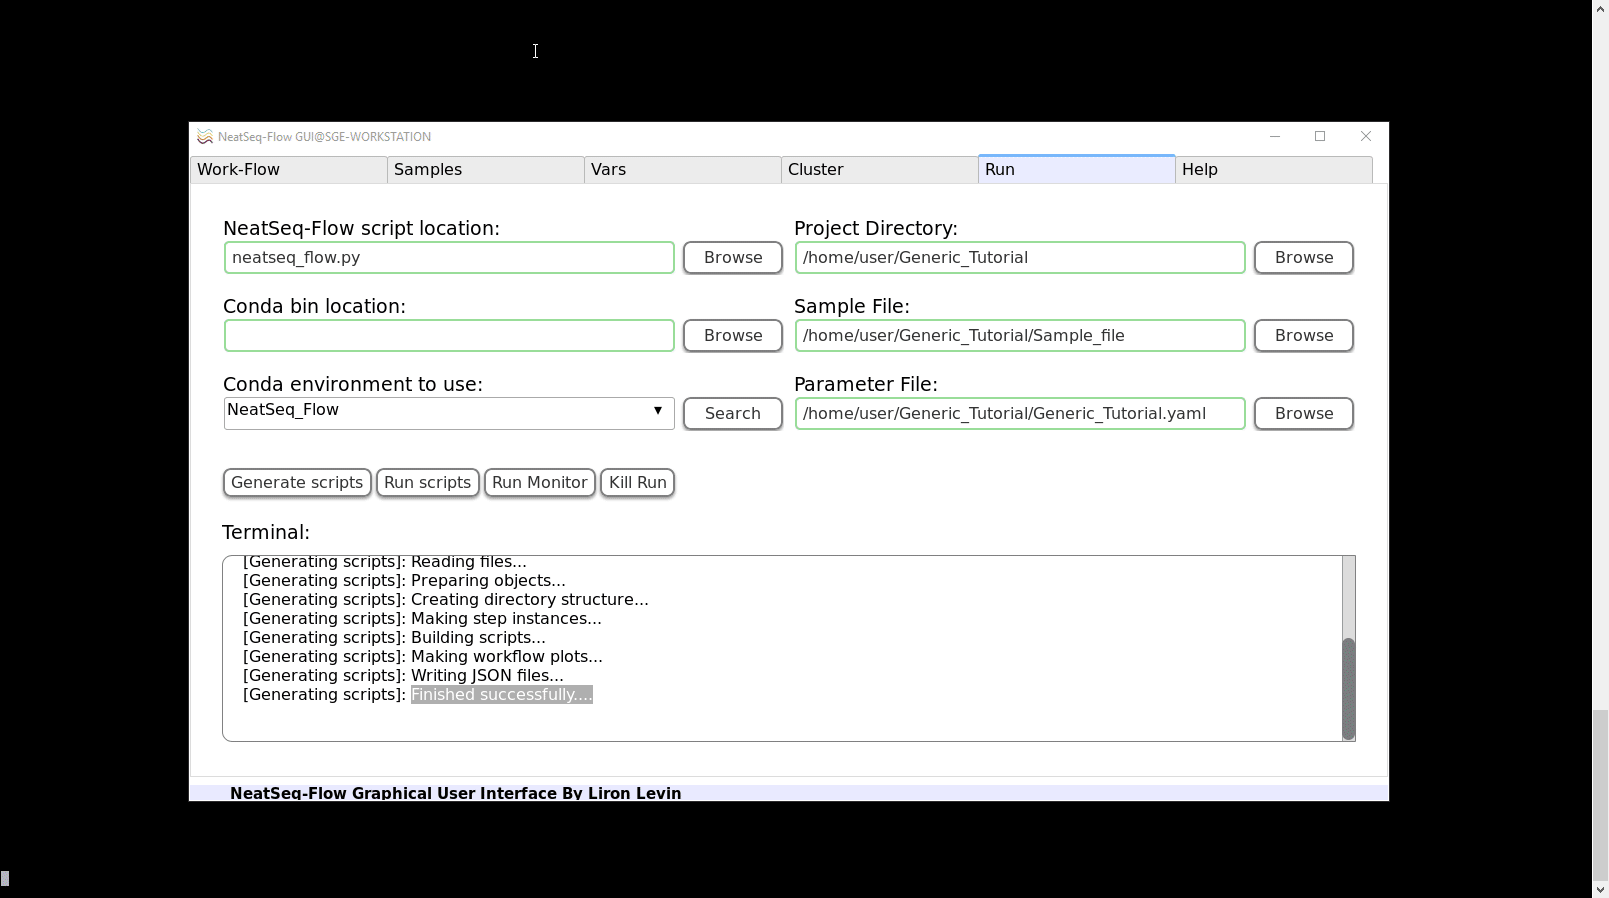 NeatSeq-Flow GUI@SGE-WORKSTATION
Work-Flow Samples Vars Cluster Run Help
NeatSeq-Flow script location: Project Directory:
neatseq_flow.py Browse /home/user/Generic_Tutorial Browse
Conda bin location: Sample File:
Browse /home/user/Generic_Tutorial/Sample_file Browse
Conda environment to use: Parameter File:
NeatSeq_Flow ▼ Search /home/user/Generic_Tutorial/Generic_Tutorial.yaml Browse
Generate scripts Run scripts Run Monitor Kill Run
Terminal:
[Generating scripts]: Reading files...
[Generating scripts]: Preparing objects...
[Generating scripts]: Creating directory structure...
[Generating scripts]: Making step instances...
[Generating scripts]: Building scripts...
[Generating scripts]: Making workflow plots...
[Generating scripts]: Writing JSON files...
[Generating scripts]: Finished successfully....
NeatSeq-Flow Graphical User Interface By Liron Levin